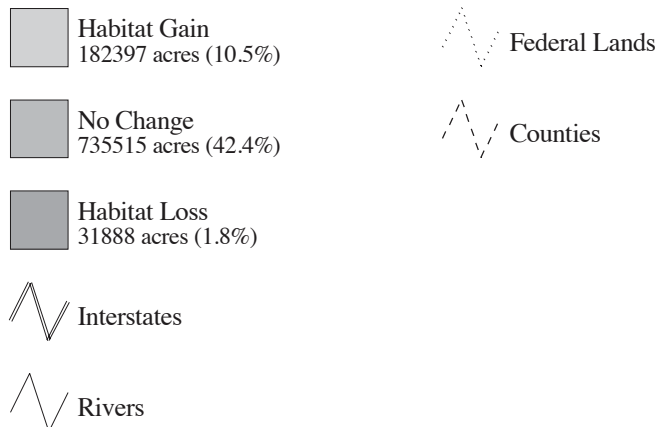 Habitat Gain
182397 acres (10.5%)
No Change
735515 acres (42.4%)
Habitat Loss
31888 acres (1.8%)
Interstates
Rivers
Federal Lands
Counties